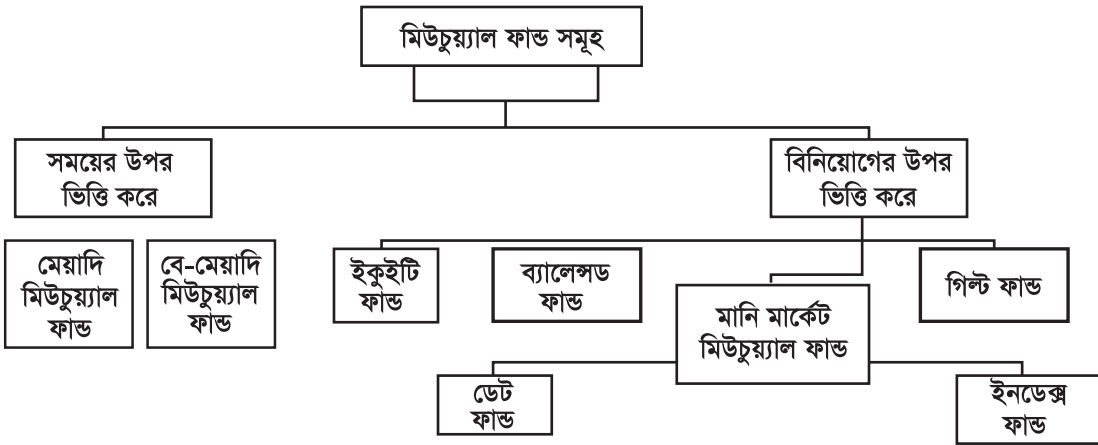 মিউচুয়্যাল ফান্ড সমূহ
সময়ের উপর
ভিত্তি করে
বিনিয়োগের উপর
ভিত্তি করে
মেয়াদি
মিউচুয়্যাল
ফান্ড
বে-মেয়াদি
মিউচুয়্যাল
ফান্ড
ইকুইটি
ফান্ড
ব্যালেন্সড
ফান্ড
মানি মার্কেট
মিউচুয়্যাল ফান্ড
গিল্ট ফান্ড
ডেট
ফান্ড
ইনডেক্স
ফান্ড